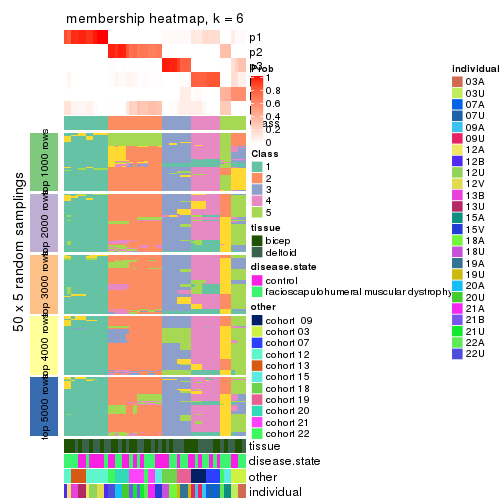 membership heatmap, k = 6
p1
p2
p3
Prob
1
0.8
0.6
0.4
0.2
0
Class
1
2
3
4
5
tissue
bicep
deltoid
disease.state
control
facioscapulohumeral muscular dystrophy
other
cohort 09
cohort 03
cohort 07
cohort 12
cohort 13
cohort 15
cohort 18
cohort 19
cohort 20
cohort 21
cohort 22
individual
03A
03U
07A
07U
09A
09U
12A
12B
12U
12V
13B
13U
15A
15V
18A
18U
19A
19U
20A
20U
21A
21B
21U
22A
22U
50 x 5 random samplings
top 1000 rows
top 2000 rows
top 3000 rows
top 4000 rows
top 5000 rows
tissue
disease.state
other
individual